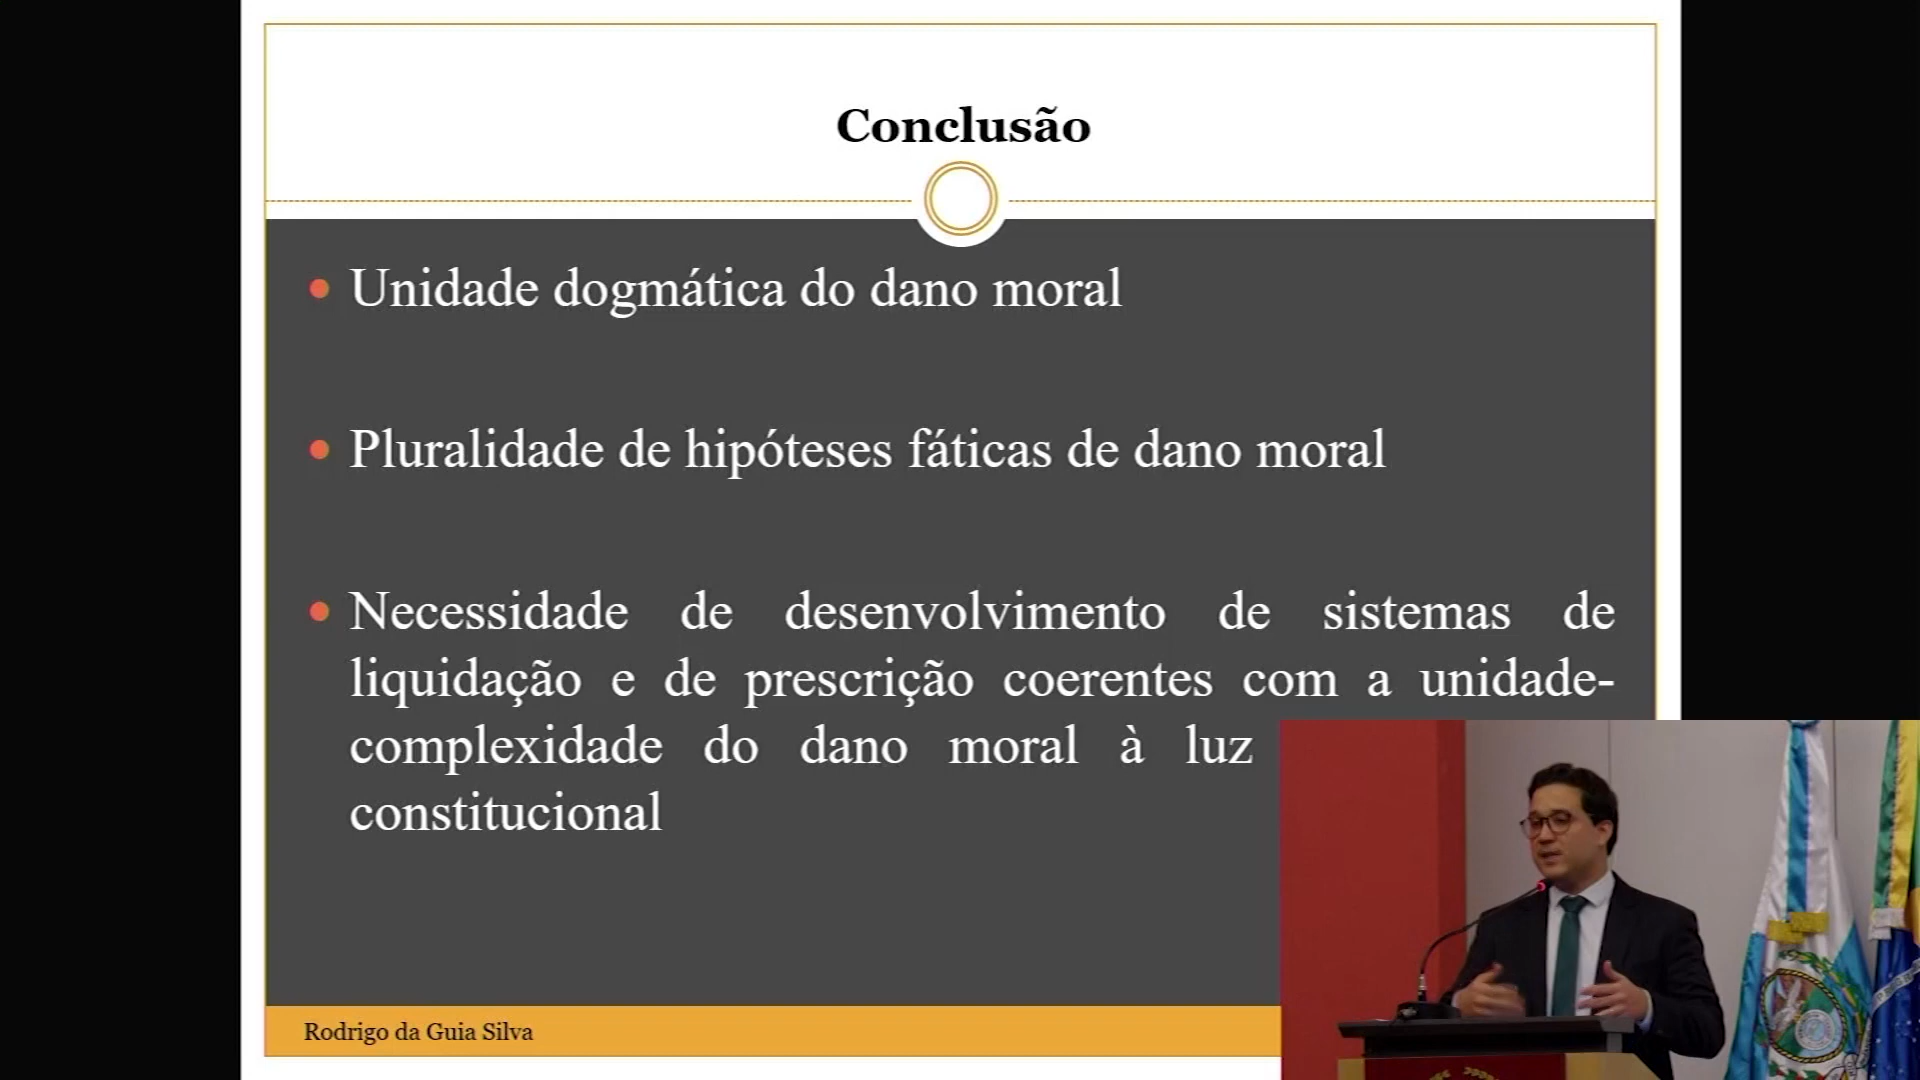 Conclusão
Unidade dogmática do dano moral
Pluralidade de hipóteses fáticas de dano moral
Necessidade de desenvolvimento de sistemas de
liquidação e de prescrição coerentes com a unidade-
complexidade do dano moral à luz
constitucional
Rodrigo da Guia Silva